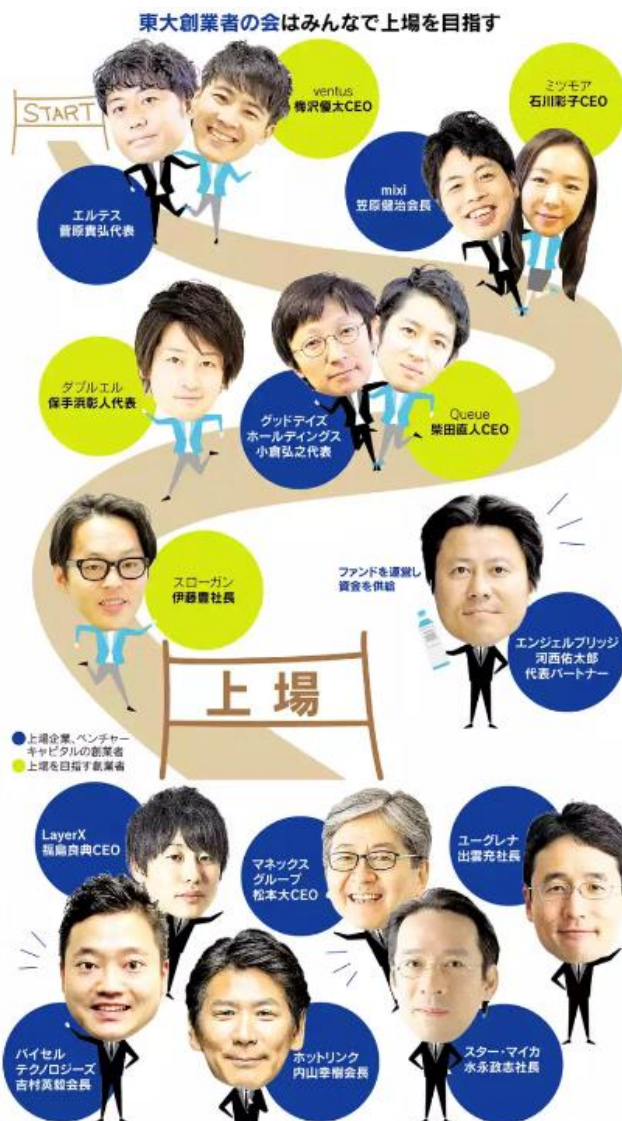 東大創業者の会はみんなで上場を目指す
START
ventus
梅沢優太CEO
ミツモア
石川彩子CEO
エルテス
菅原貴弘代表
mixi
笠原健治会長
ダブルエル
保手浜彰人代表
グッドデイズ
ホールディングス
小倉弘之代表
Queue
柴田直人CEO
スローガン
伊藤豊社長
ファンドを運営し
資金を供給
エンジェルブリッジ
河西佑太郎
代表パートナー
上場
上場企業、ベンチャー
キャピタルの創業者
上場を目指す創業者
LayerX
福島良典CEO
マネックス
グループ
松本大CEO
ユーグレナ
出雲充社長
バイセル
テクノロジーズ
吉村英毅会長
ホットリンク
内山幸樹会長
スター・マイカ
水永政志社長